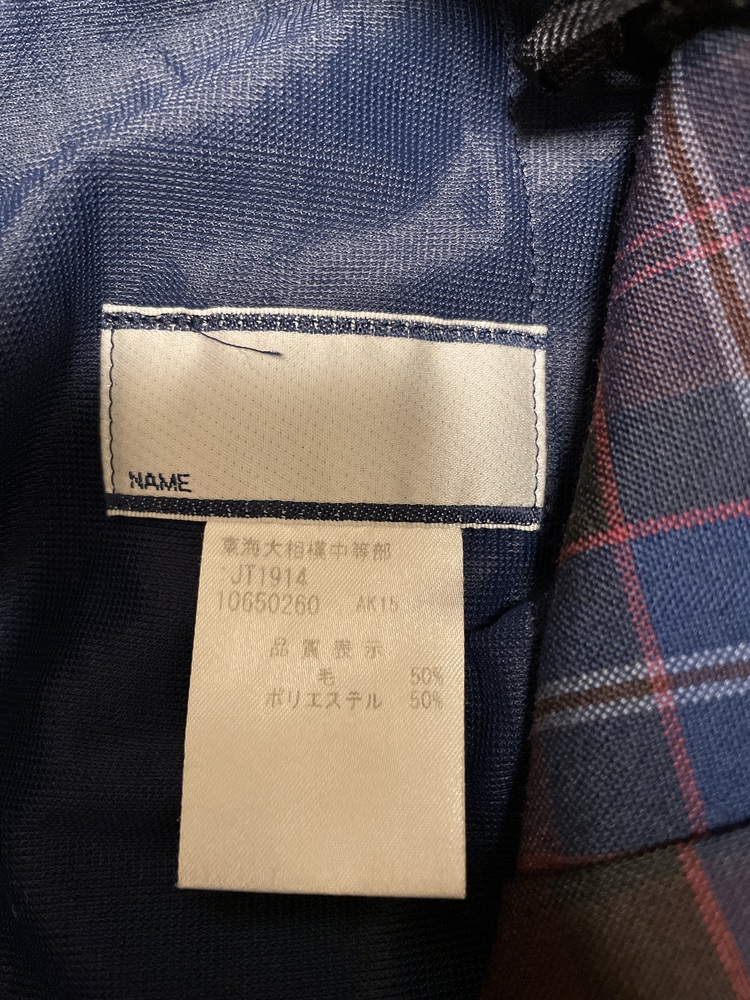 NAME
東海大相模中等部
JT1914
10650260 AK15
品質表示
毛 50%
ポリエステル 50%